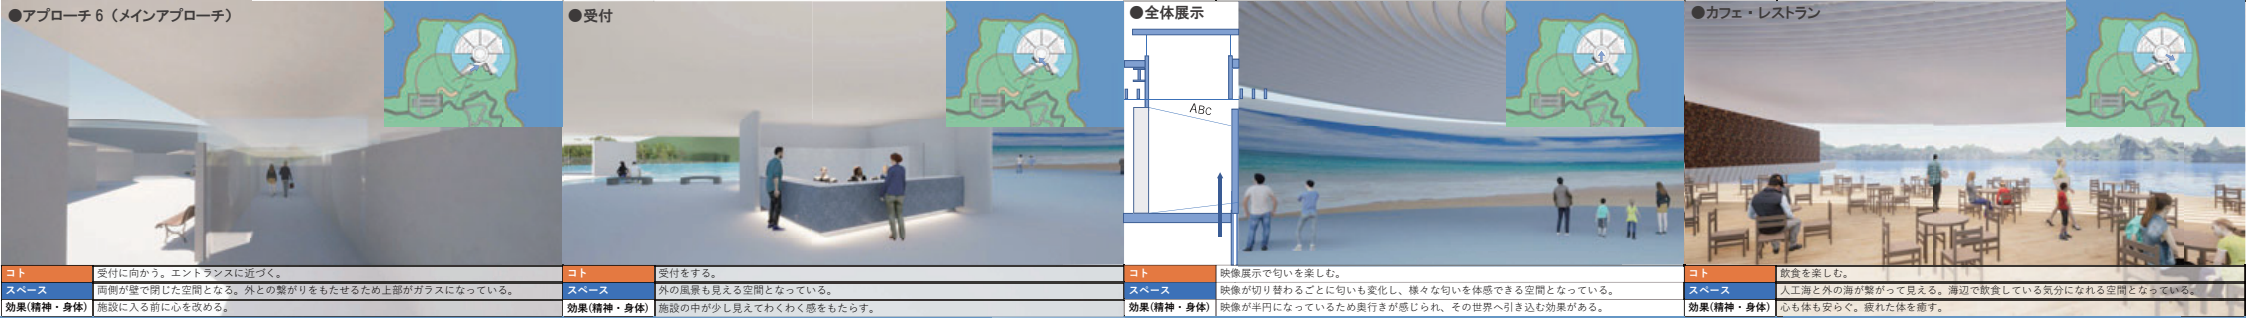 ●アプローチ6（メインアプローチ）
コト 受付に向かう。エントランスに近づく。
スペース 両側が壁で閉じた空間となる。外との繋がりをもたせるため上部がガラスになっている。
効果(精神・身体) 施設に入る前に心を改める。
●受付
コト 受付をする。
スペース 外の風景も見える空間となっている。
効果(精神・身体) 施設の中が少し見えてわくわく感をもたらす。
●全体展示
ABC
コト 映像展示で匂いを楽しむ。
スペース 映像が切り替わるごとに匂いも変化し、様々な匂いを体感できる空間となっている。
効果(精神・身体) 映像が半円になっているため奥行きが感じられ、その世界へ引き込む効果がある。
●カフェ・レストラン
コト 飲食を楽しむ。
スペース 人工海と外の海が繋がって見える。海辺で飲食している気分になれる空間となっている。
効果(精神・身体) 心も体も安らぐ。疲れた体を癒す。